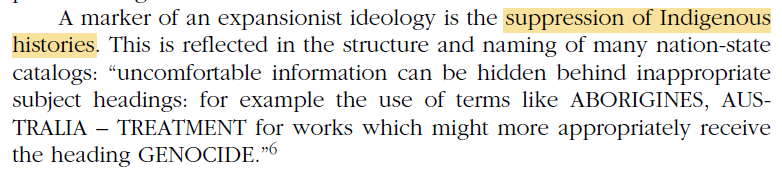 A marker of an expansionist ideology is the suppression of Indigenous
histories. This is reflected in the structure and naming of many nation-state
catalogs: “uncomfortable information can be hidden behind inappropriate
subject headings: for example the use of terms like ABORIGINES, AUS-
TRALIA – TREATMENT for works which might more appropriately receive
the heading GENOCIDE.”6